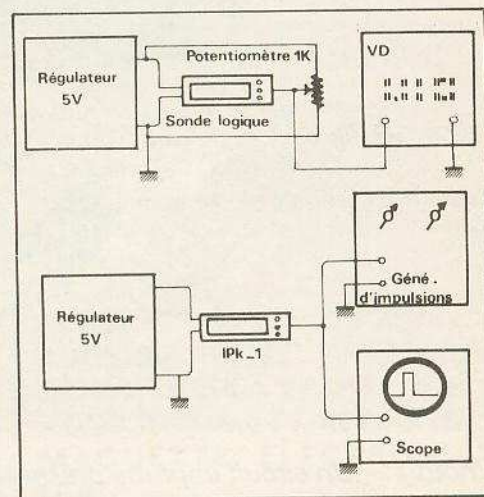 Régulateur
5V
Potentiomètre 1K
Sonde logique
VD
Régulateur
5V
IPk_1
Géné.
d'impulsions
Scope